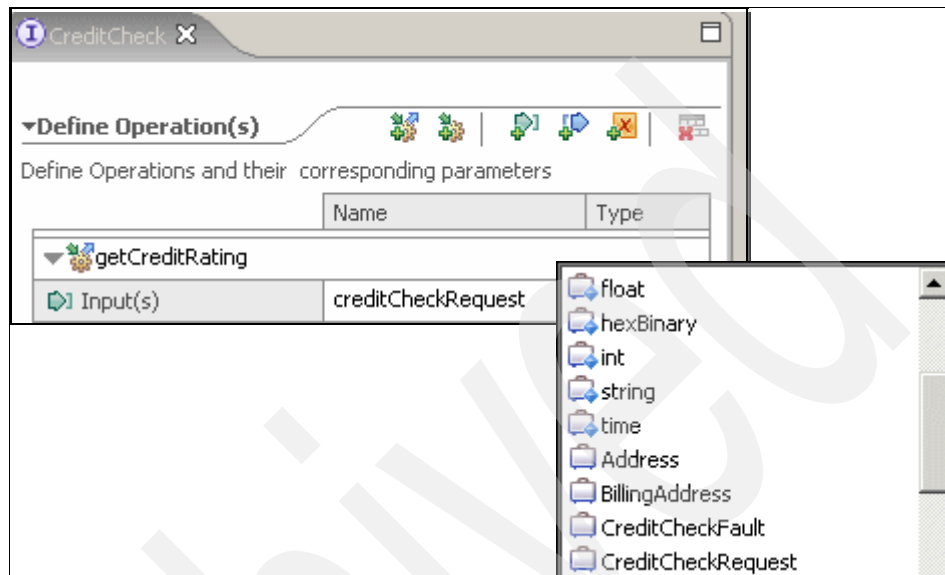 CreditCheck
Define Operation(s)
Define Operations and their corresponding parameters
Name Type
getCreditRating
Input(s) creditCheckRequest
float
hexBinary
int
string
time
Address
BillingAddress
CreditCheckFault
CreditCheckRequest